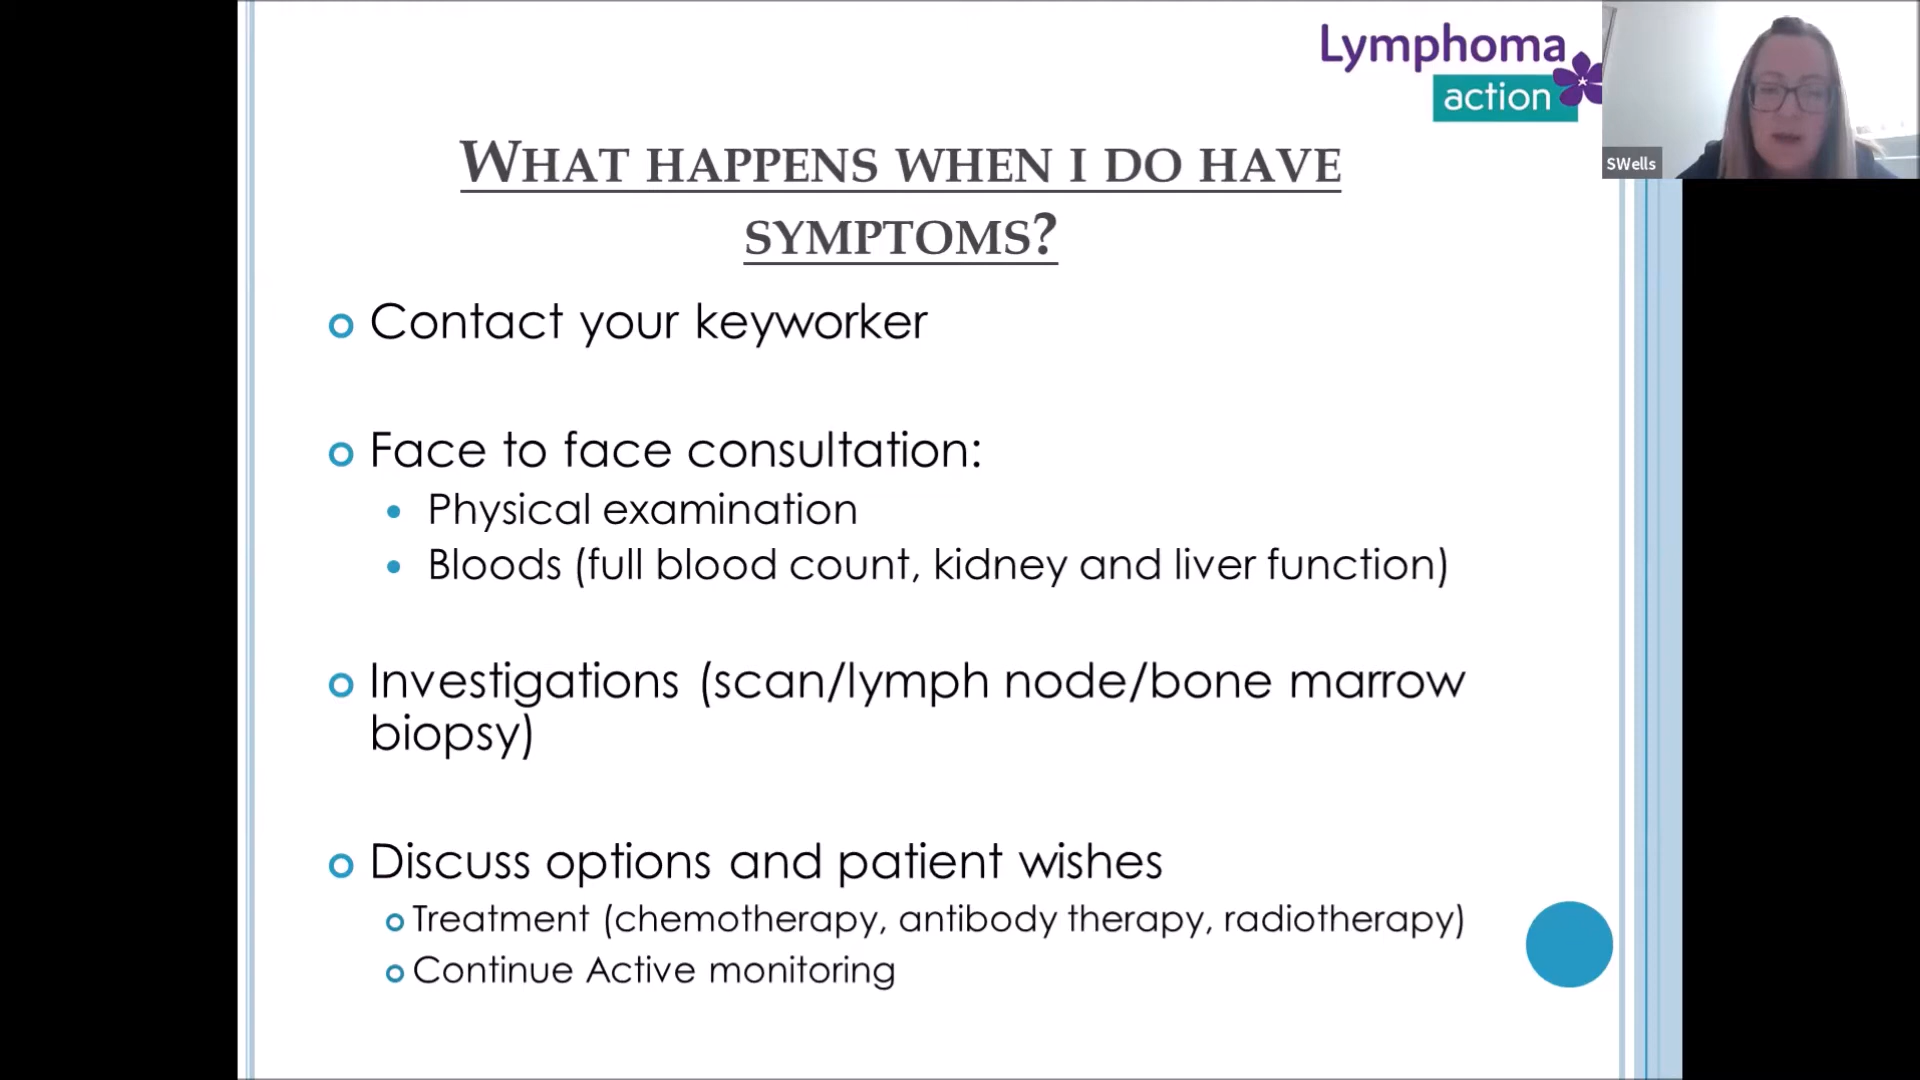 Lymphoma
action
SWells
WHAT HAPPENS WHEN I DO HAVE
SYMPTOMS?
Contact your keyworker
Face to face consultation:
Physical examination
Bloods (full blood count, kidney and liver function)
Investigations (scan/lymph node/bone marrow
biopsy)
Discuss options and patient wishes
Treatment (chemotherapy, antibody therapy, radiotherapy)
Continue Active monitoring